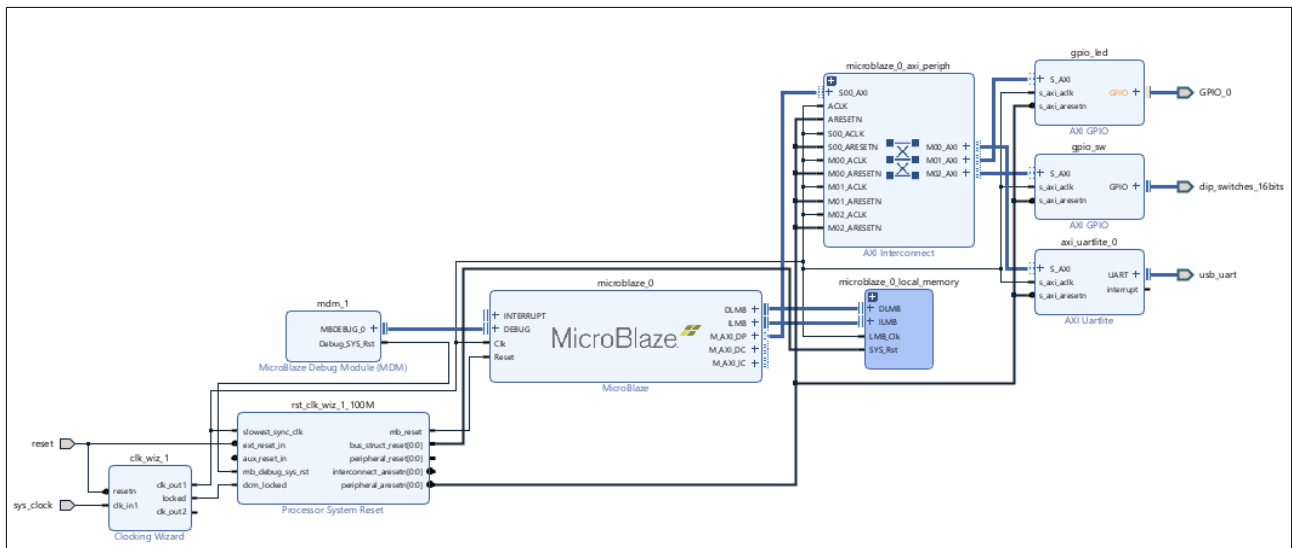 microblaze_0_axi_periph
S00_AXI
ACLK
ARESETN
S00_ACLK
S00_ARESETN
M00_ACLK
M00_ARESETN
M01_ACLK
M01_ARESETN
M02_ACLK
M02_ARESETN
M00_AXI
M01_AXI
M02_AXI
AXI Interconnect
gpio_led
S_AXI
s_axi_aclk
s_axi_aresetn
GPIO
AXI GPIO
GPIO_0
gpio_sw
S_AXI
s_axi_aclk
s_axi_aresetn
GPIO
AXI GPIO
dip_switches_16bits
axi_uartlite_0
S_AXI
s_axi_aclk
s_axi_aresetn
UART
interrupt
AXI Uartlite
usb_uart
microblaze_0_local_memory
DLMB
ILMB
LMB_Clk
SYS_Rst
microblaze_0
INTERRUPT
DEBUG
Clk
Reset
MicroBlaze
DLMB
ILMB
M_AXI_DP
M_AXI_DC
M_AXI_IC
MicroBlaze
mdm_1
MBDEBUG_0
Debug_SYS_Rst
MicroBlaze Debug Module (MDM)
rst_clk_wiz_1_100M
slowest_sync_clk
ext_reset_in
aux_reset_in
mb_debug_sys_rst
dcm_locked
mb_reset
bus_struct_reset[0:0]
peripheral_reset[0:0]
interconnect_aresetn[0:0]
peripheral_aresetn[0:0]
Processor System Reset
reset
sys_clock
clk_wiz_1
resetn
clk_in1
clk_out1
locked
clk_out2
Clocking Wizard